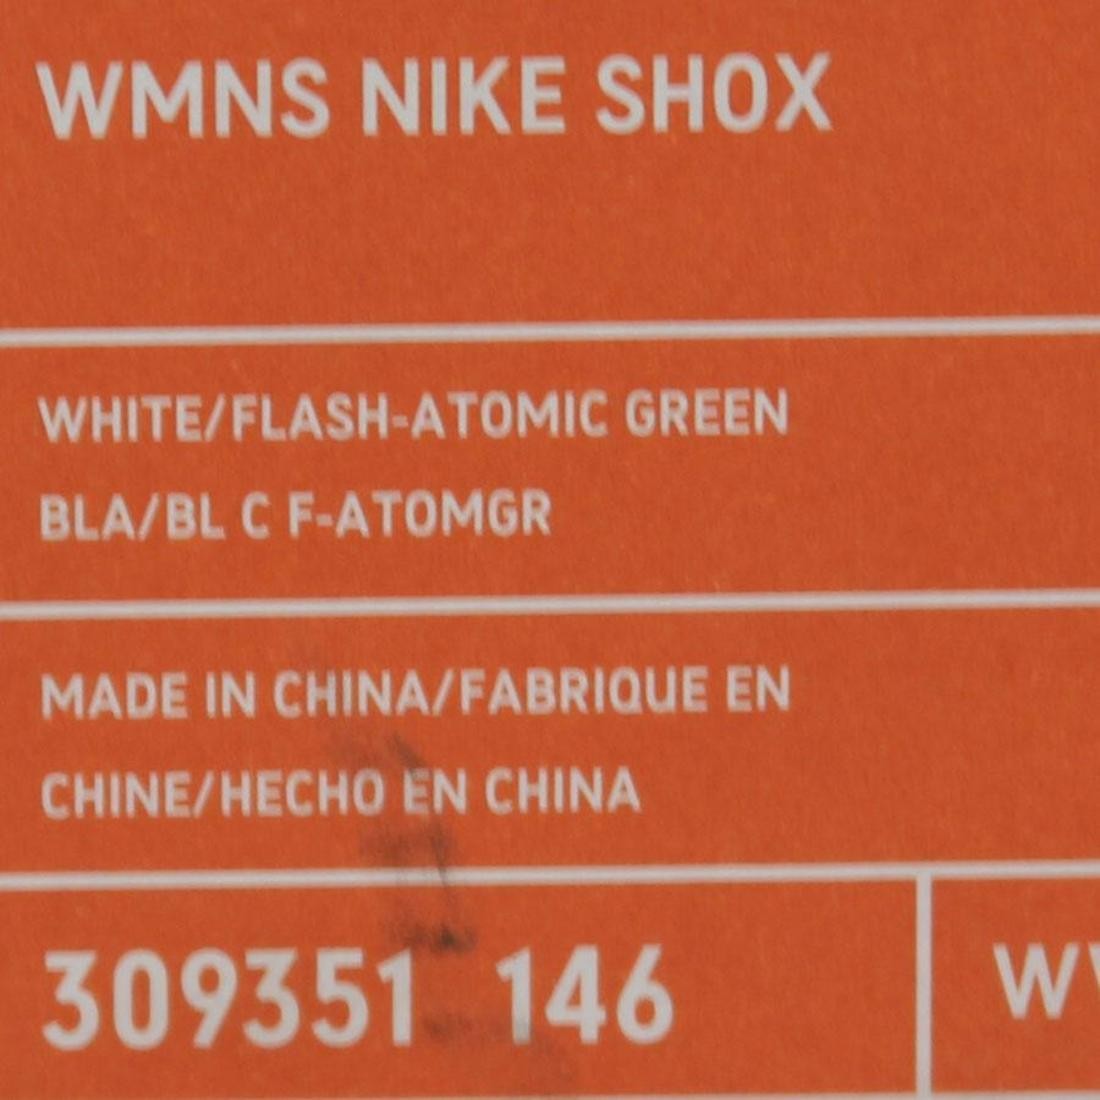 WMNS NIKE SHOX
WHITE/FLASH-ATOMIC GREEN
BLA/BL C F-ATOMGR
MADE IN CHINA/FABRIQUE EN
CHINE/HECHO EN CHINA
309351 146